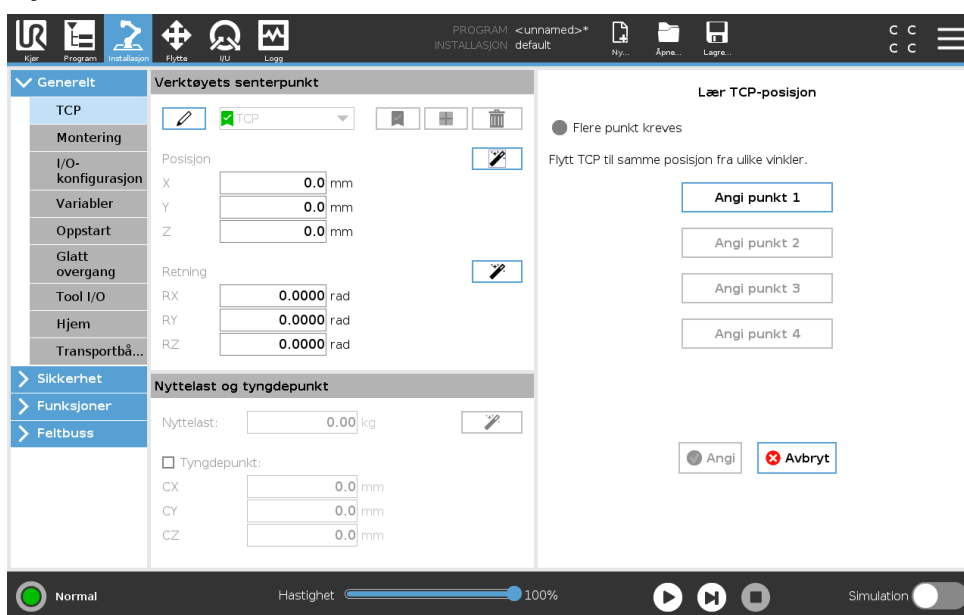 PROGRAM <unnamed>*
INSTALLASJON default
C C
C C
Kjør Program Installasjon Flytte I/U Logg Ny... Åpne... Lagre...
Generelt
TCP
Montering
I/O-
konfigurasjon
Variabler
Oppstart
Glatt
overgang
Tool I/O
Hjem
Transportbå...
Sikkerhet
Funksjoner
Feltbuss
Verktøyets senterpunkt
TCP
Posisjon
X 0.0 mm
Y 0.0 mm
Z 0.0 mm
Retning
RX 0.0000 rad
RY 0.0000 rad
RZ 0.0000 rad
Nyttelast og tyngdepunkt
Nyttelast: 0.00 kg
Tyngdepunkt:
CX 0.0 mm
CY 0.0 mm
CZ 0.0 mm
Lær TCP-posisjon
Flere punkt kreves
Flytt TCP til samme posisjon fra ulike vinkler.
Angi punkt 1
Angi punkt 2
Angi punkt 3
Angi punkt 4
Angi Avbryt
Normal Hastighet 100% Simulation